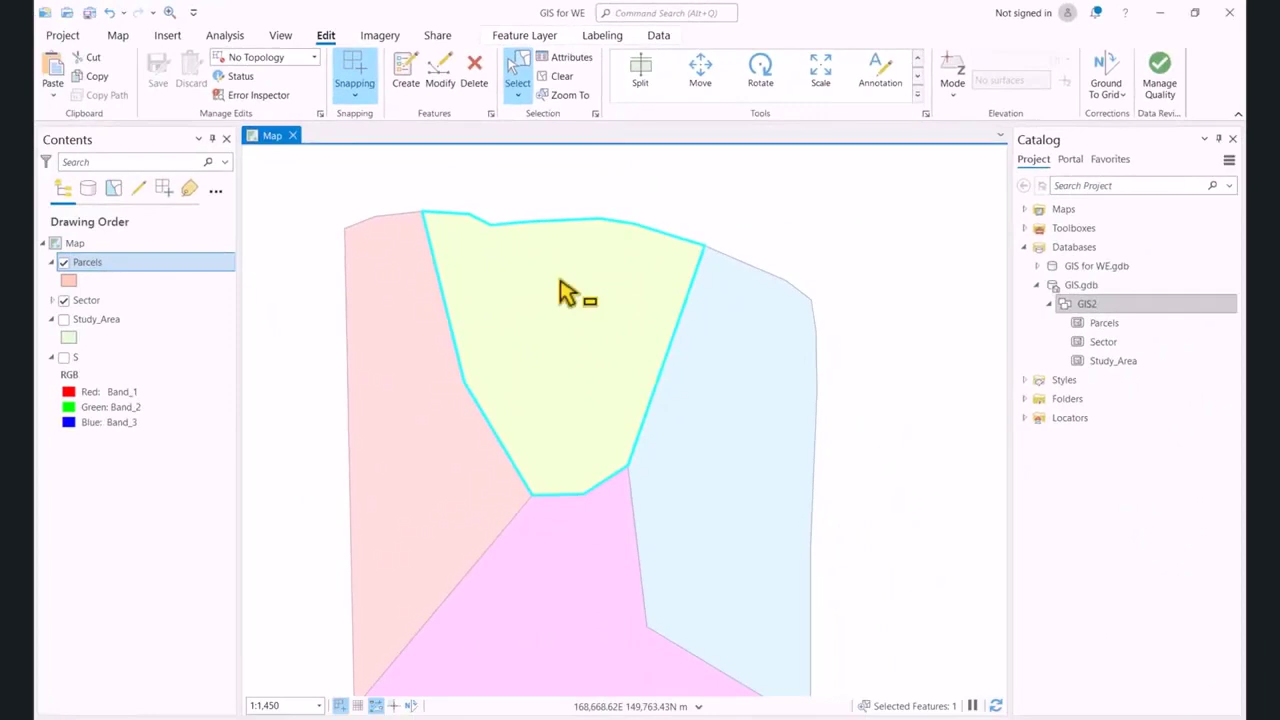 GIS for WE
Command Search (Alt+Q)
Not signed in
?
Project Map Insert Analysis View Edit Imagery Share Feature Layer Labeling Data
Paste
Cut
Copy
Copy Path
Clipboard
Save
Discard
No Topology
Status
Error Inspector
Manage Edits
Snapping
Snapping
Create
Modify
Delete
Features
Select
Attributes
Clear
Zoom To
Selection
Split
Move
Rotate
Scale
Annotation
Tools
Mode
No surfaces
Elevation
Ground
To Grid
Corrections
Manage
Quality
Data Revi...
Contents
Search
Drawing Order
Map
Parcels
Sector
Study_Area
S
RGB
Red: Band_1
Green: Band_2
Blue: Band_3
Map
1:1,450
168,668.62E 149,763.43N m
Selected Features: 1
Catalog
Project Portal Favorites
Search Project
Maps
Toolboxes
Databases
GIS for WE.gdb
GIS.gdb
GIS2
Parcels
Sector
Study_Area
Styles
Folders
Locators